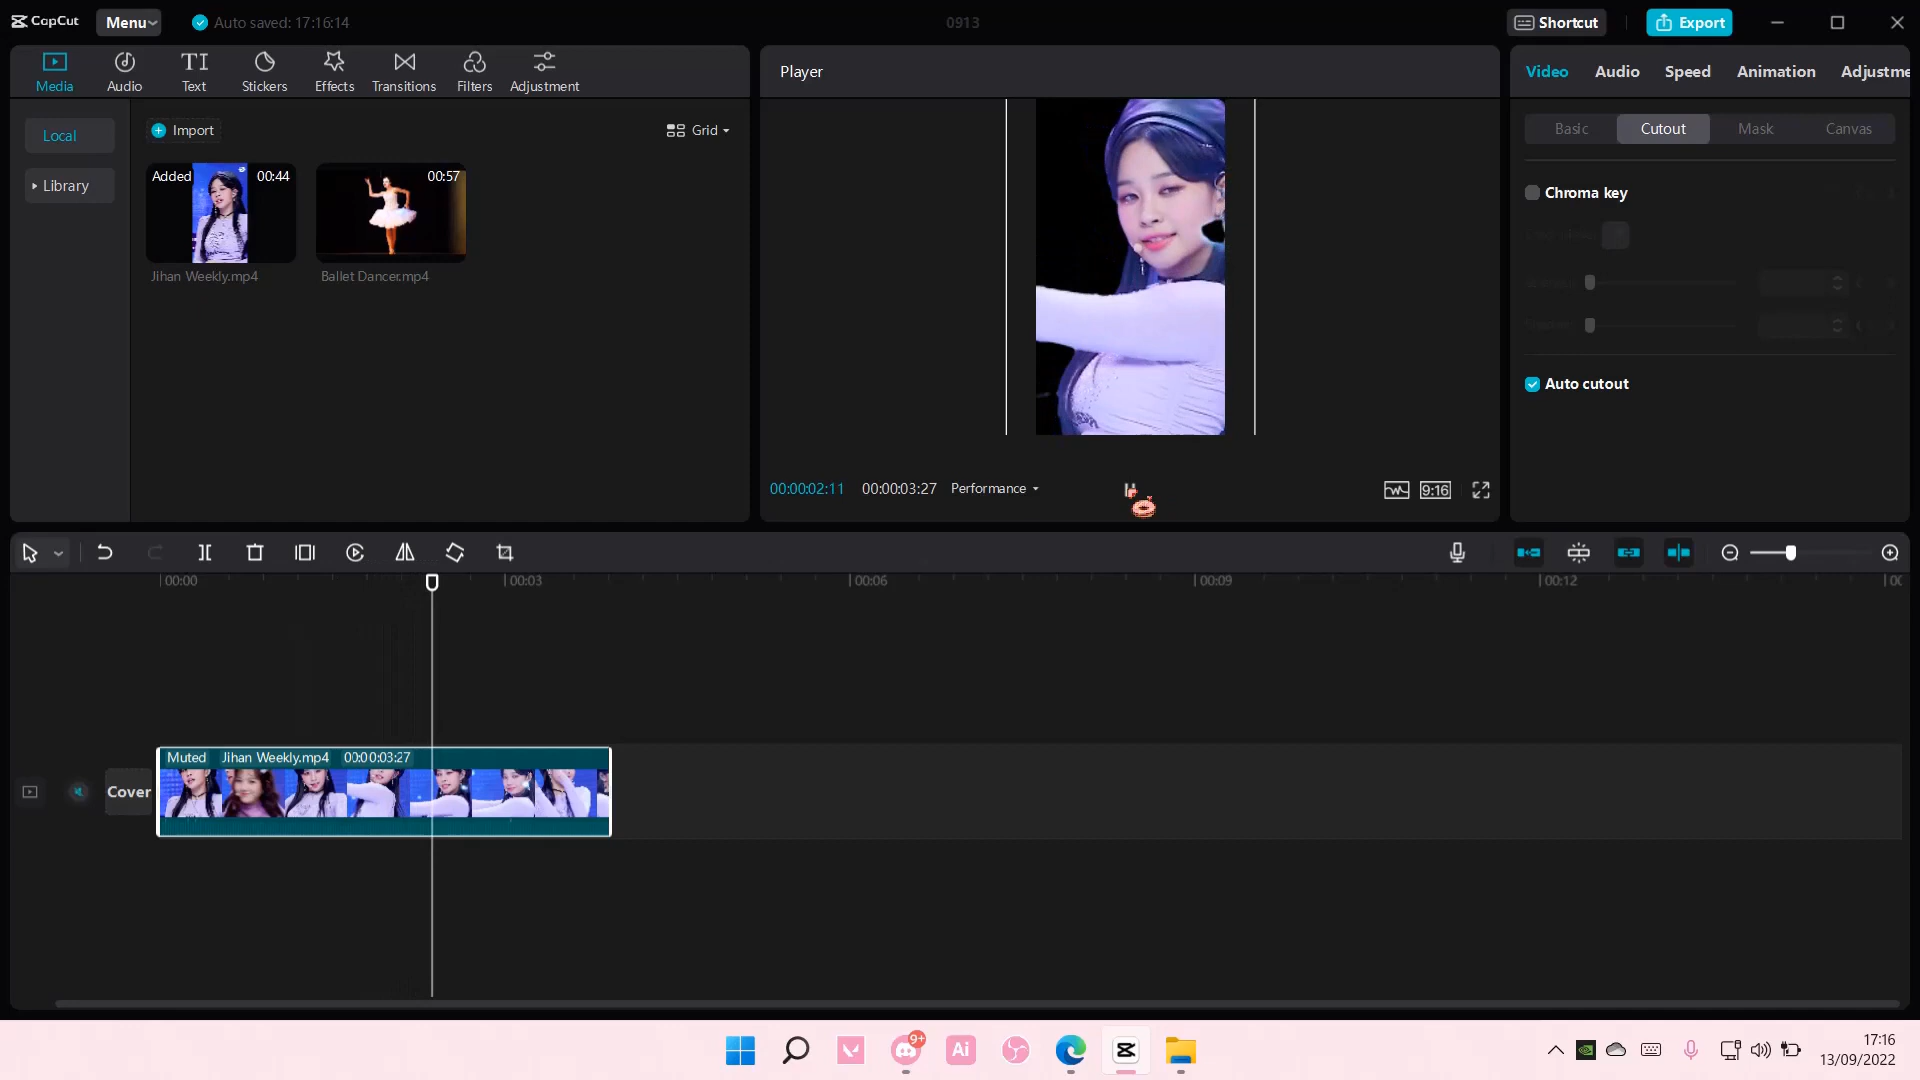 CapCut
Menu
Auto saved: 17:16:14
0913
Shortcut
Export
Media
Audio
Text
Stickers
Effects
Transitions
Filters
Adjustment
Player
Video
Audio
Speed
Animation
Adjustme
Local
Library
Import
Grid
Basic
Cutout
Mask
Canvas
Added
00:44
00:57
Jihan Weekly.mp4
Ballet Dancer.mp4
Chroma key
Auto cutout
00:00:02:11
00:00:03:27
Performance
9:16
00:00
00:03
00:06
00:09
00:12
Muted Jihan Weekly.mp4 00:00:03:27
Cover
9+
Ai
17:16
13/09/2022